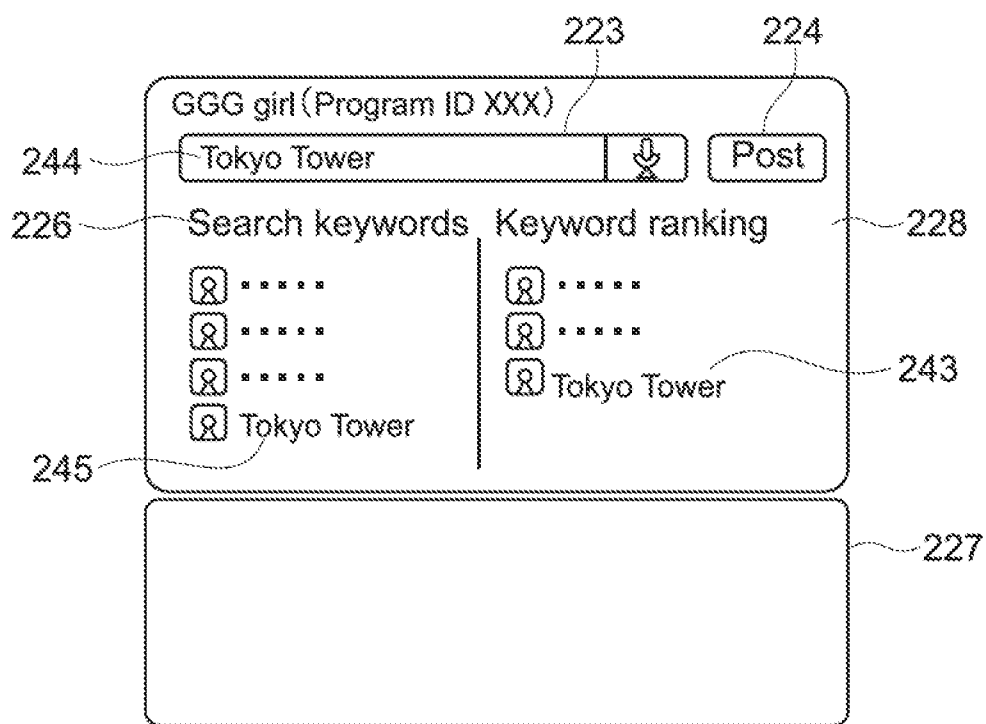 223 224
GGG girl (Program ID XXX)
244 Tokyo Tower Post
226 Search keywords Keyword ranking 228
.....  .....
.....  .....
..... Tokyo Tower 243
Tokyo Tower
245
227